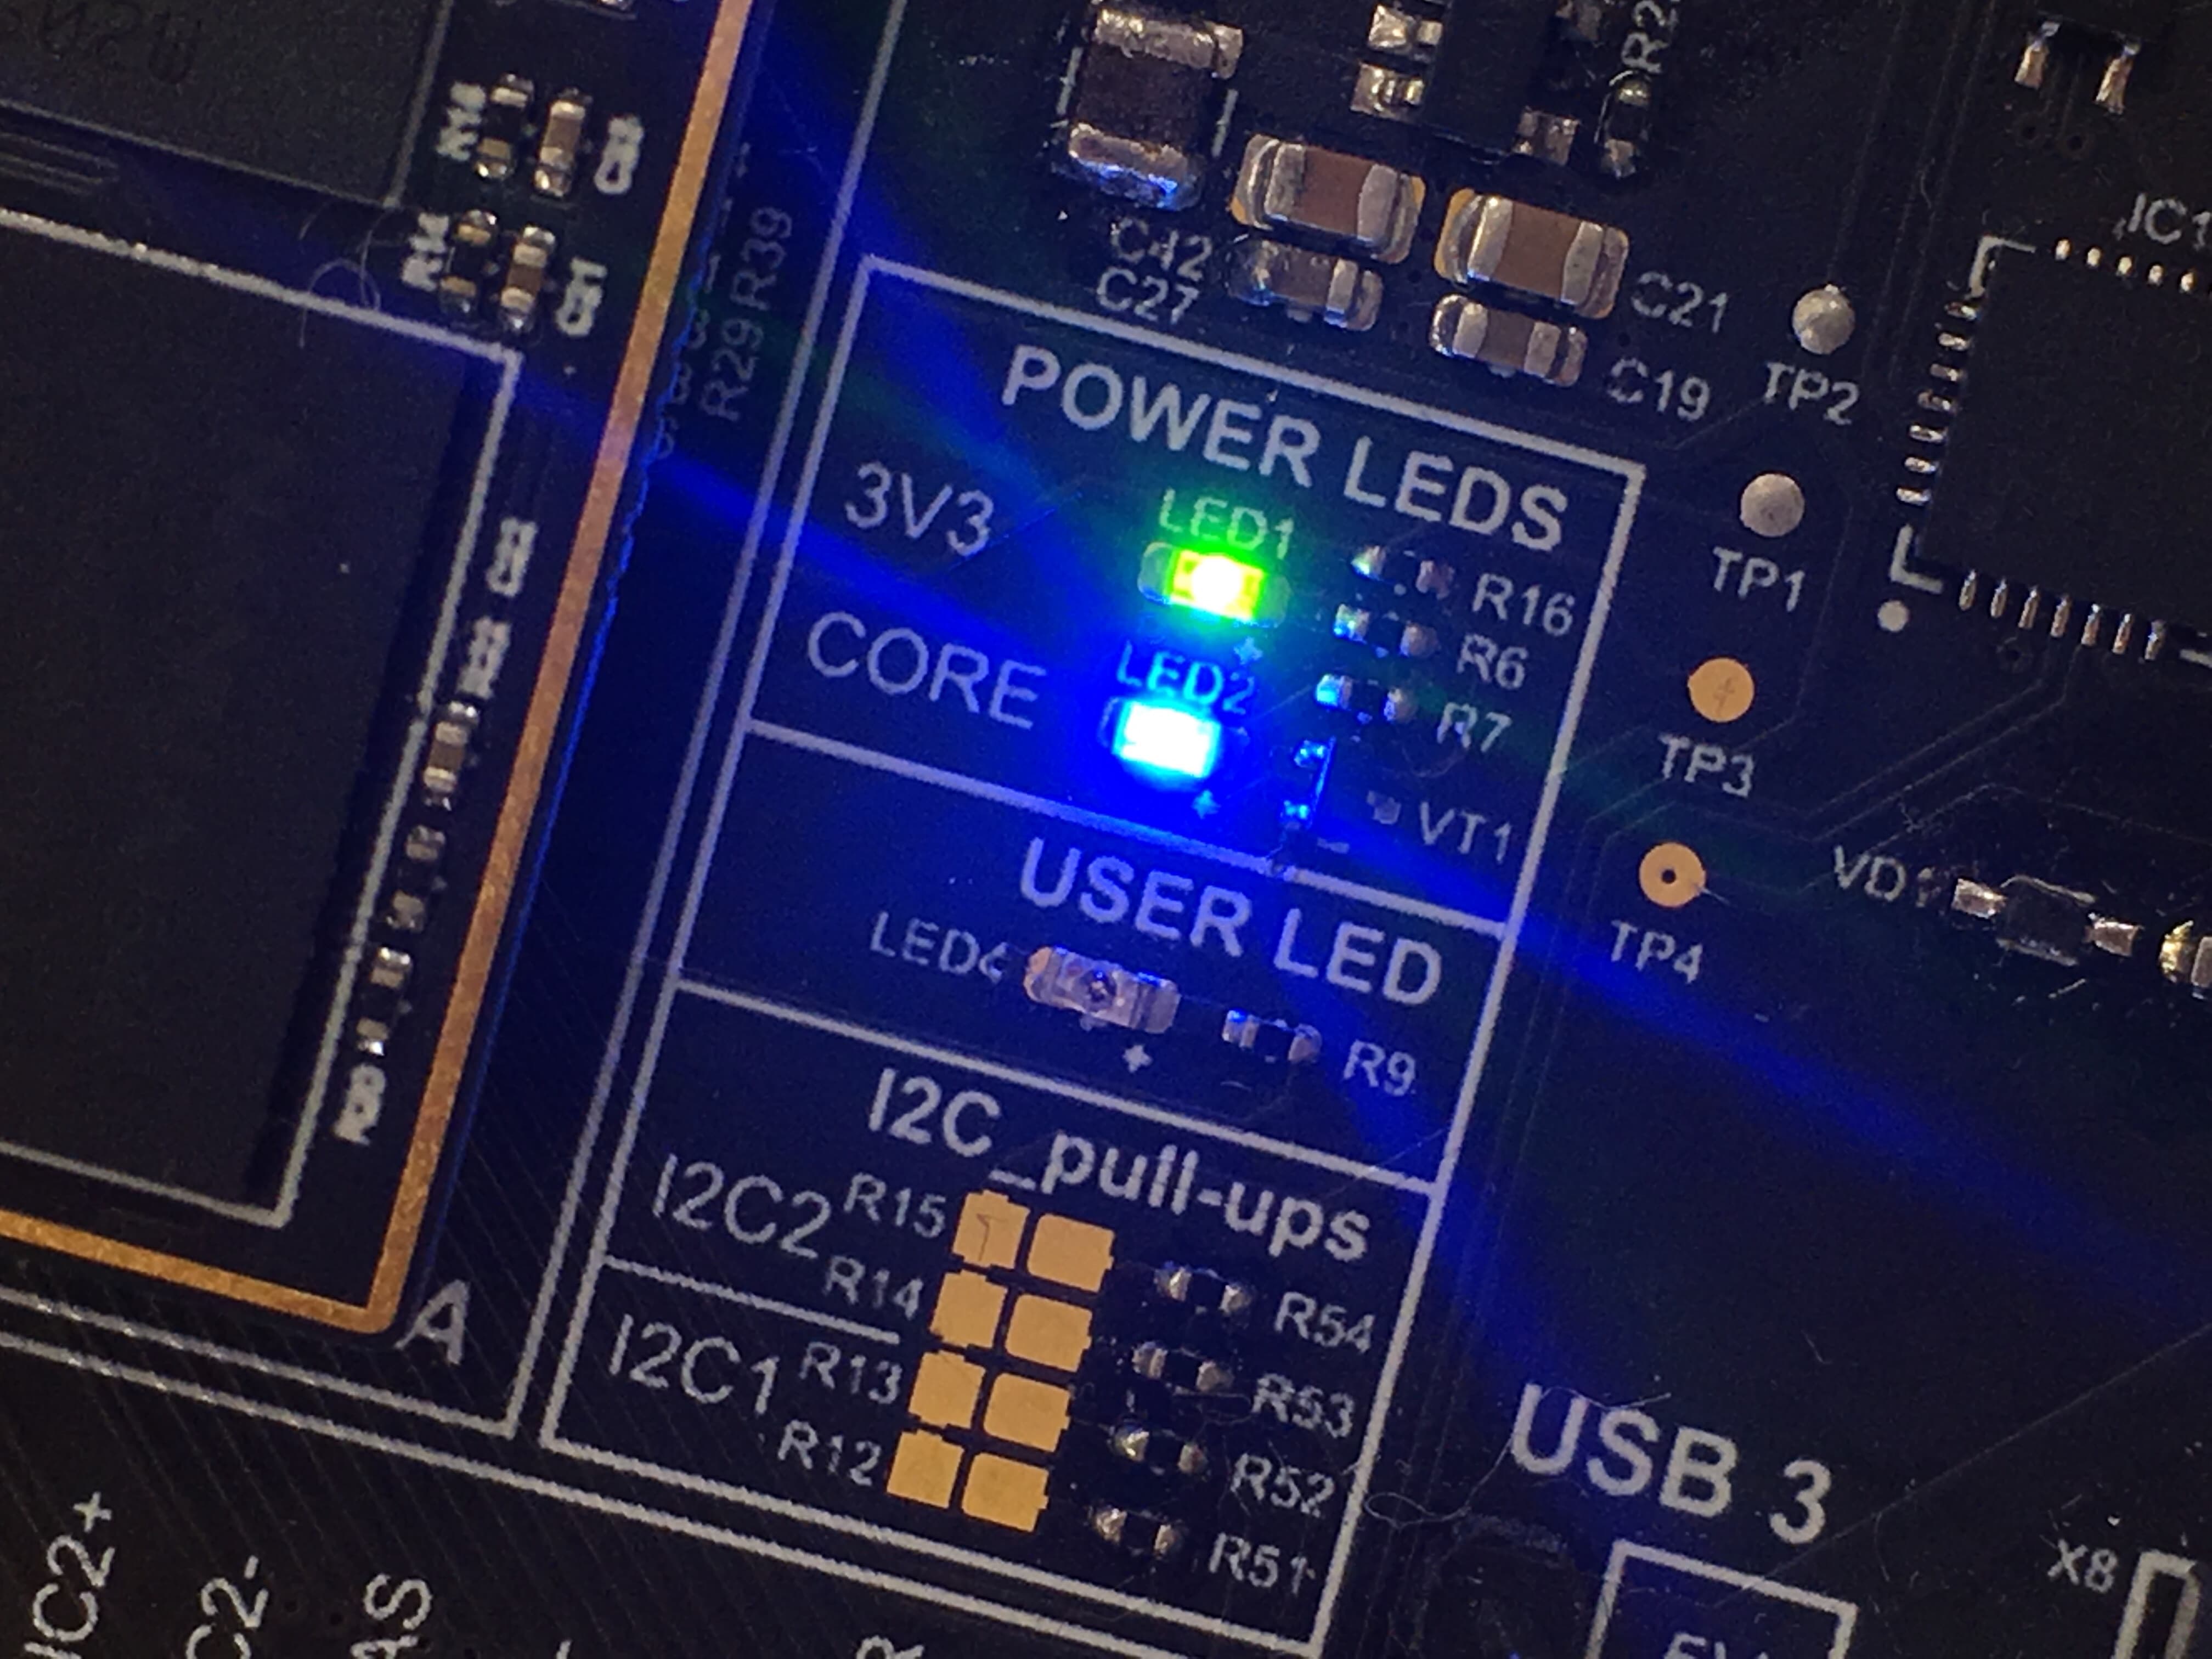 R29 R39
C42
C27
C21
C19
TP2
TP1
TP3
TP4
POWER LEDS
3V3
LED1
R16
R6
CORE
LED2
R7
VT1
USER LED
LED4
R9
I2C_pull-ups
I2C2
R15
R14
R54
I2C1
R13
R53
R12
R52
R51
A
USB 3
X8